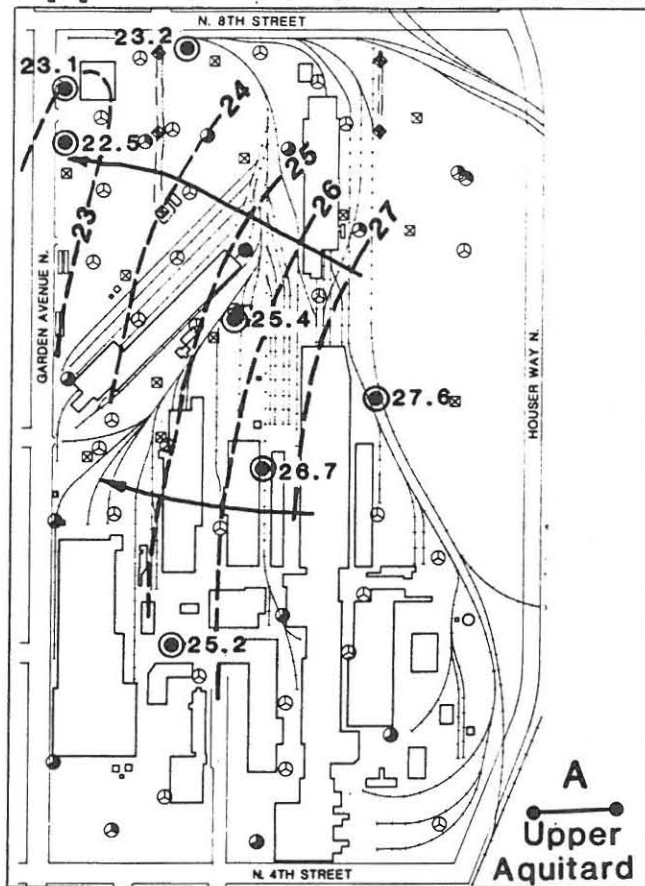 N. 8TH STREET
23.2
23.1
24
22.5
25
26
27
23
GARDEN AVENUE N.
25.4
27.6
HOUSER WAY N.
26.7
25.2
A
Upper
Aquitard
N. 4TH STREET